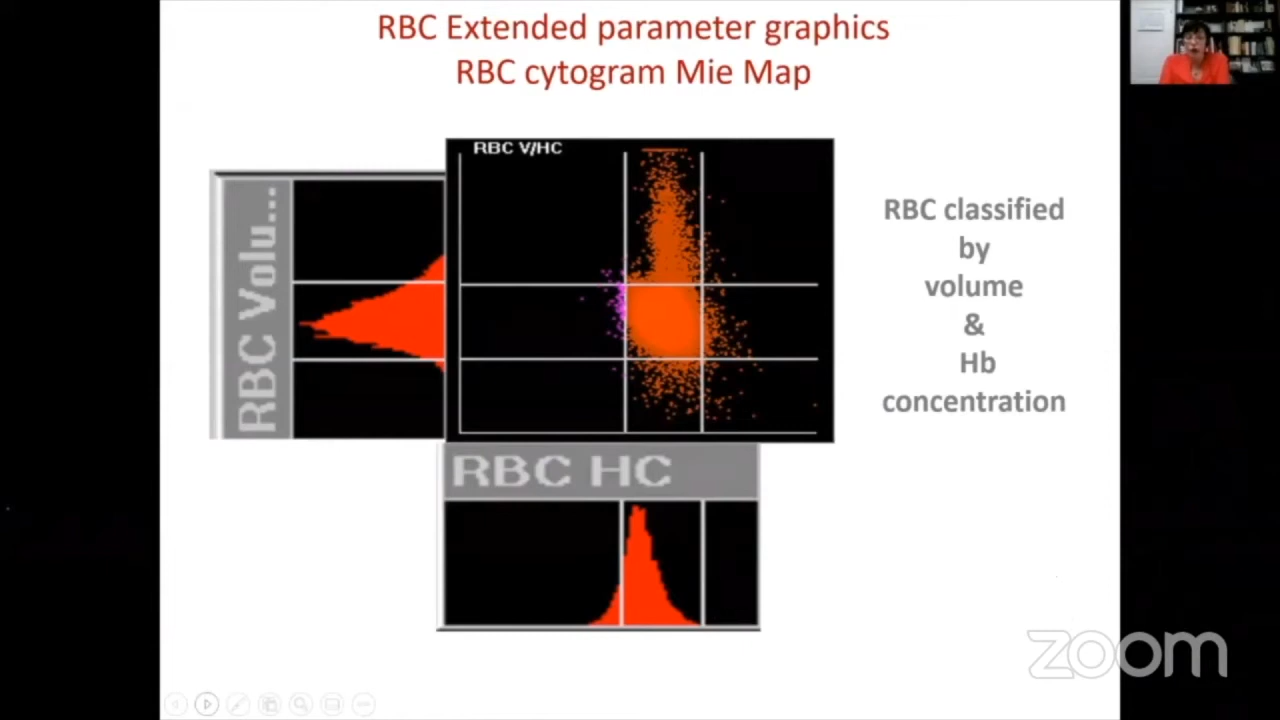 RBC Extended parameter graphics
RBC cytogram Mie Map
RBC Volu...
RBC V/HC
RBC HC
RBC classified
by
volume
&
Hb
concentration
zoom